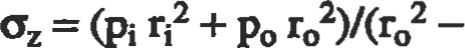 σz = (pi ri² + po ro²)/(ro² −